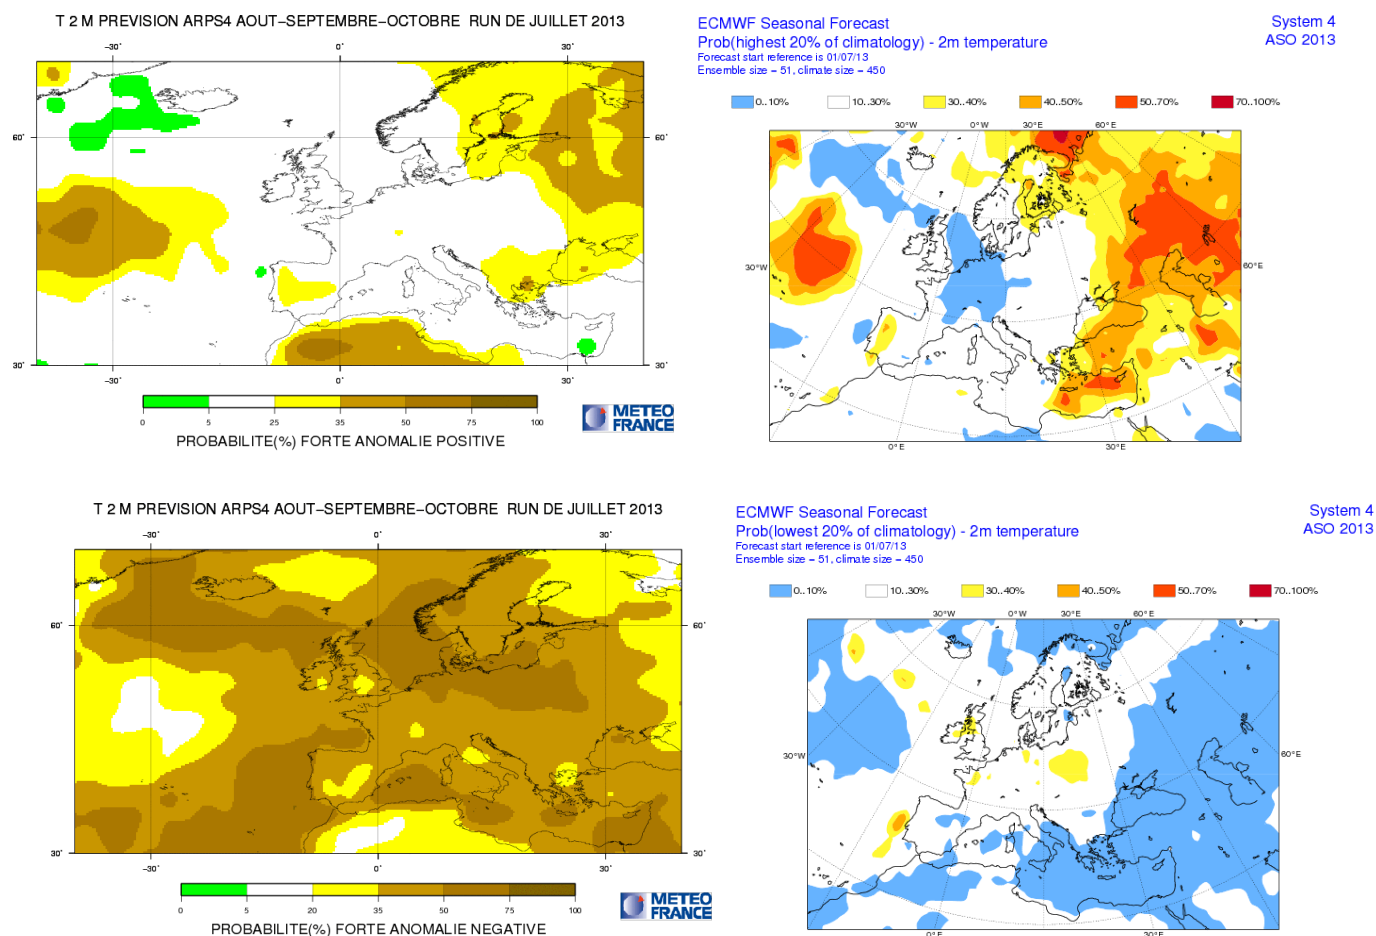 T 2 M PREVISION ARPS4 AOUT-SEPTEMBRE-OCTOBRE RUN DE JUILLET 2013
-30° 0° 30°
60° 60°
30° 30°
-30° 0° 30°
0 5 25 35 50 75 100
PROBABILITE(%) FORTE ANOMALIE POSITIVE
METEO
FRANCE
ECMWF Seasonal Forecast
Prob(highest 20% of climatology) - 2m temperature
Forecast start reference is 01/07/13
Ensemble size = 51, climate size = 450
System 4
ASO 2013
0..10% 10..30% 30..40% 40..50% 50..70% 70..100%
30°W 0°W 30°E 60°E
30°W 60°E
0°E 30°E
T 2 M PREVISION ARPS4 AOUT-SEPTEMBRE-OCTOBRE RUN DE JUILLET 2013
-30° 0° 30°
60° 60°
30° 30°
-30° 0° 30°
0 5 20 35 50 75 100
PROBABILITE(%) FORTE ANOMALIE NEGATIVE
METEO
FRANCE
ECMWF Seasonal Forecast
Prob(lowest 20% of climatology) - 2m temperature
Forecast start reference is 01/07/13
Ensemble size = 51, climate size = 450
System 4
ASO 2013
0..10% 10..30% 30..40% 40..50% 50..70% 70..100%
30°W 0°W 30°E 60°E
30°W 60°E
0°E 30°E